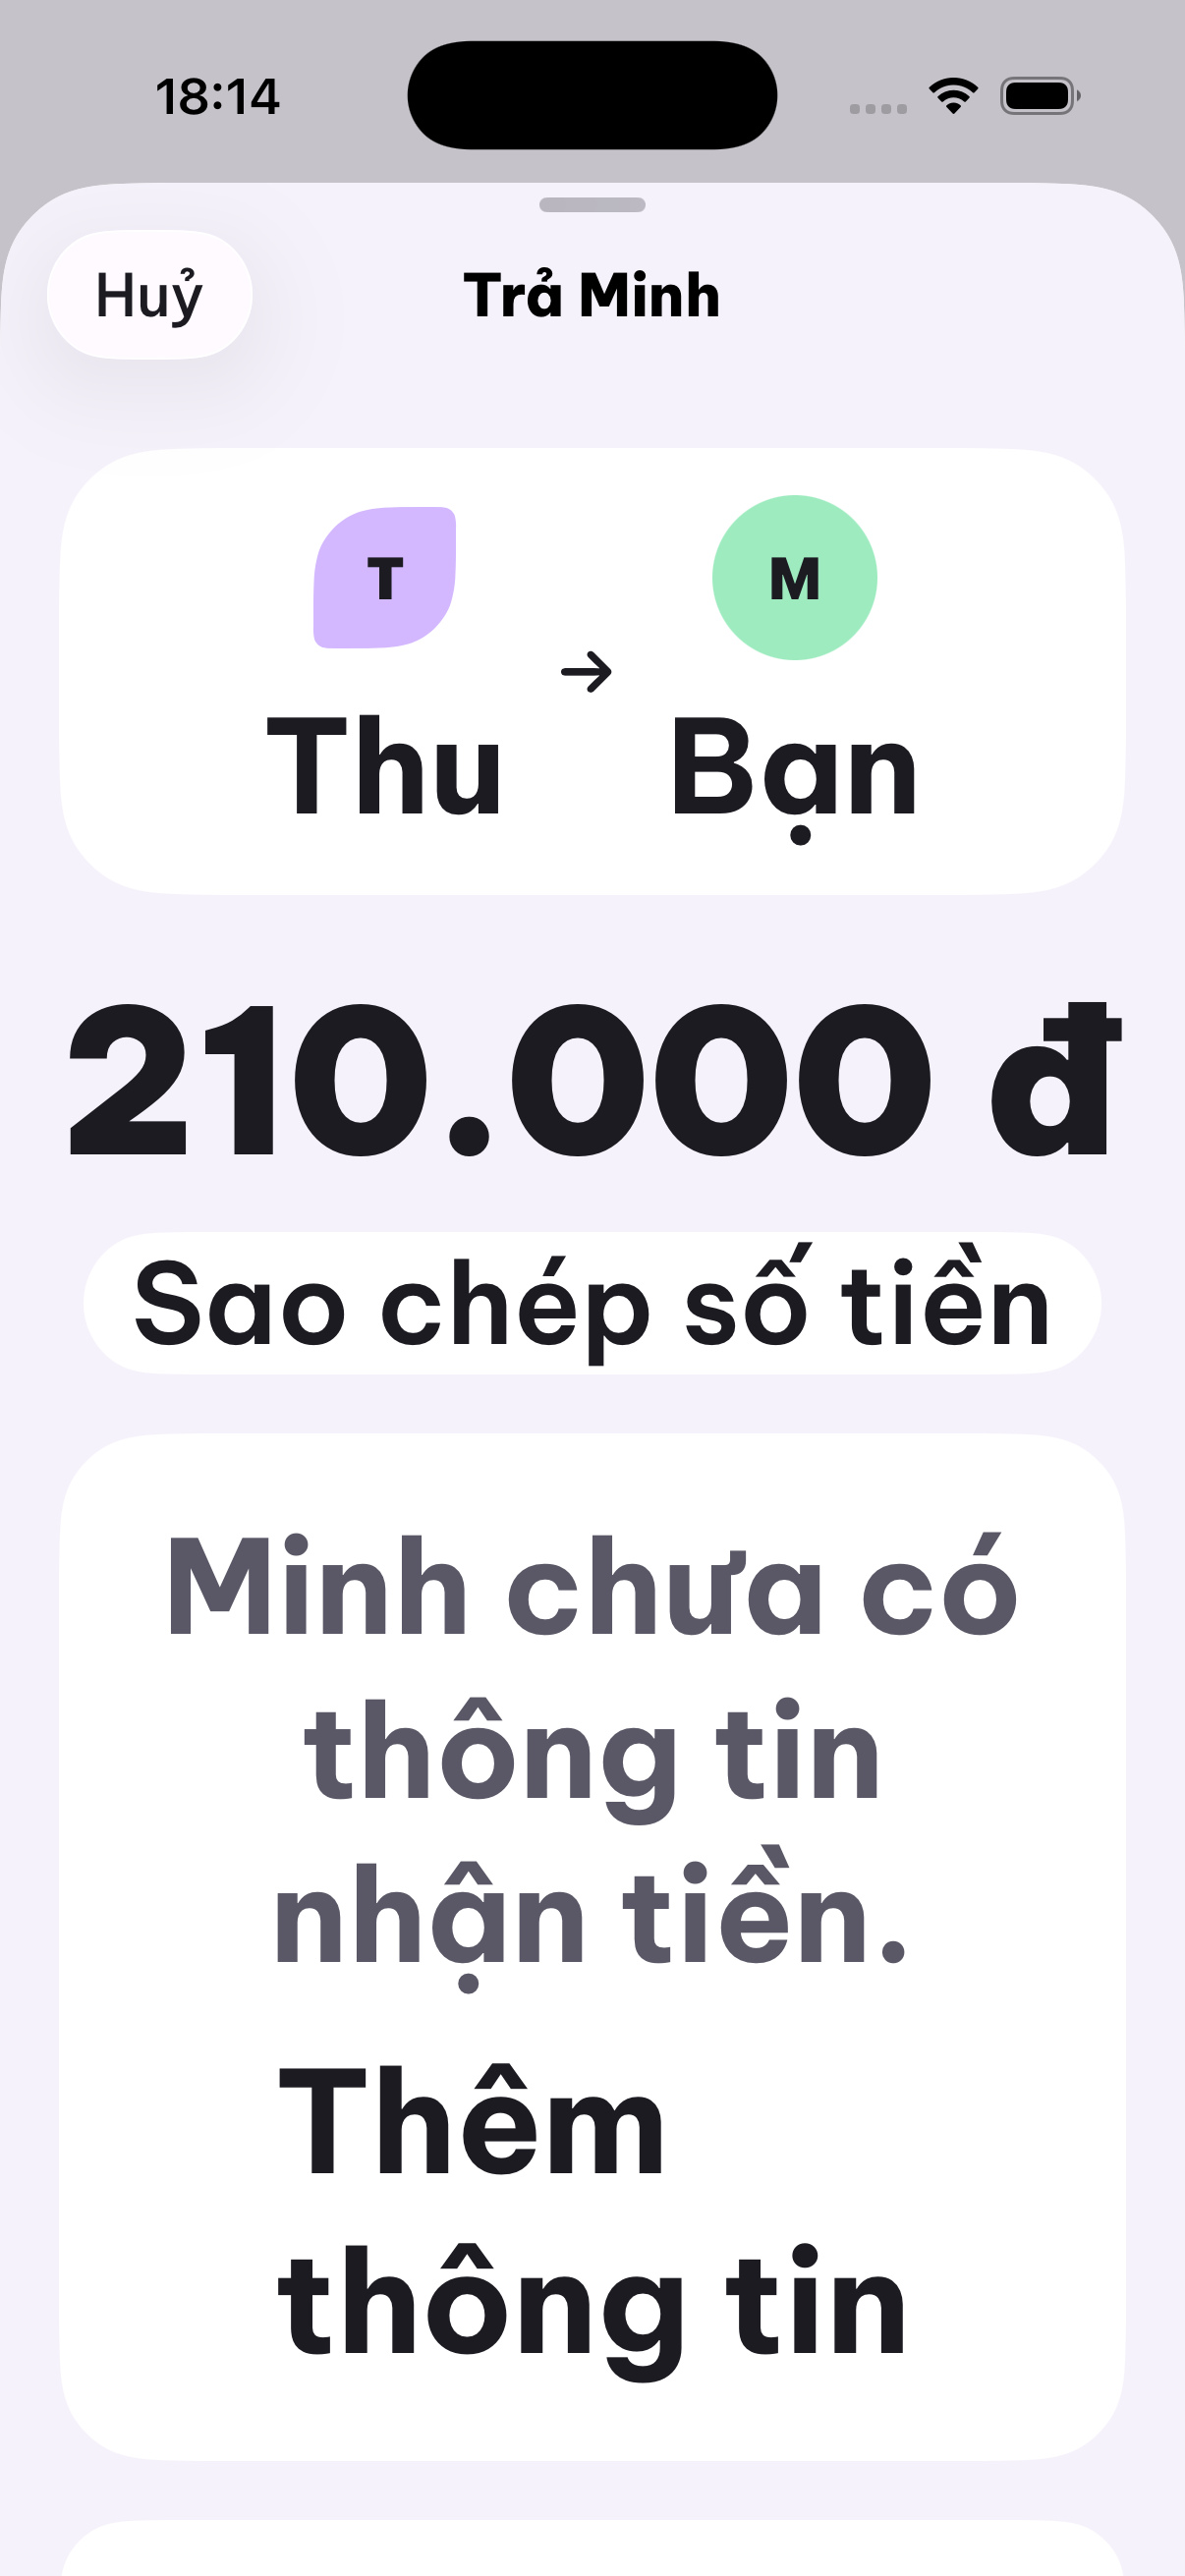 18:14
Huỷ
Trả Minh
T
M
Thu
Bạn
210.000 đ
Sao chép số tiền
Minh chưa có
thông tin
nhận tiền.
Thêm
thông tin